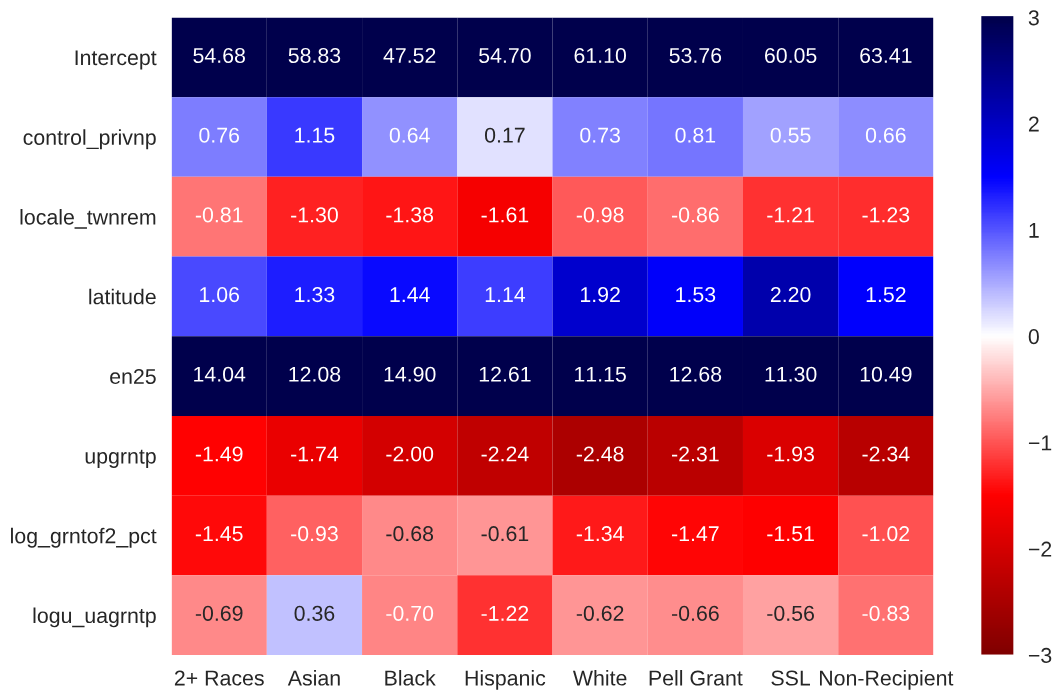 Intercept 54.68 58.83 47.52 54.70 61.10 53.76 60.05 63.41
control_privnp 0.76 1.15 0.64 0.17 0.73 0.81 0.55 0.66
locale_twnrem -0.81 -1.30 -1.38 -1.61 -0.98 -0.86 -1.21 -1.23
latitude 1.06 1.33 1.44 1.14 1.92 1.53 2.20 1.52
en25 14.04 12.08 14.90 12.61 11.15 12.68 11.30 10.49
upgrntp -1.49 -1.74 -2.00 -2.24 -2.48 -2.31 -1.93 -2.34
log_grntof2_pct -1.45 -0.93 -0.68 -0.61 -1.34 -1.47 -1.51 -1.02
logu_uagrntp -0.69 0.36 -0.70 -1.22 -0.62 -0.66 -0.56 -0.83
2+ Races Asian Black Hispanic White Pell Grant SSL Non-Recipient
3
2
1
0
−1
−2
−3